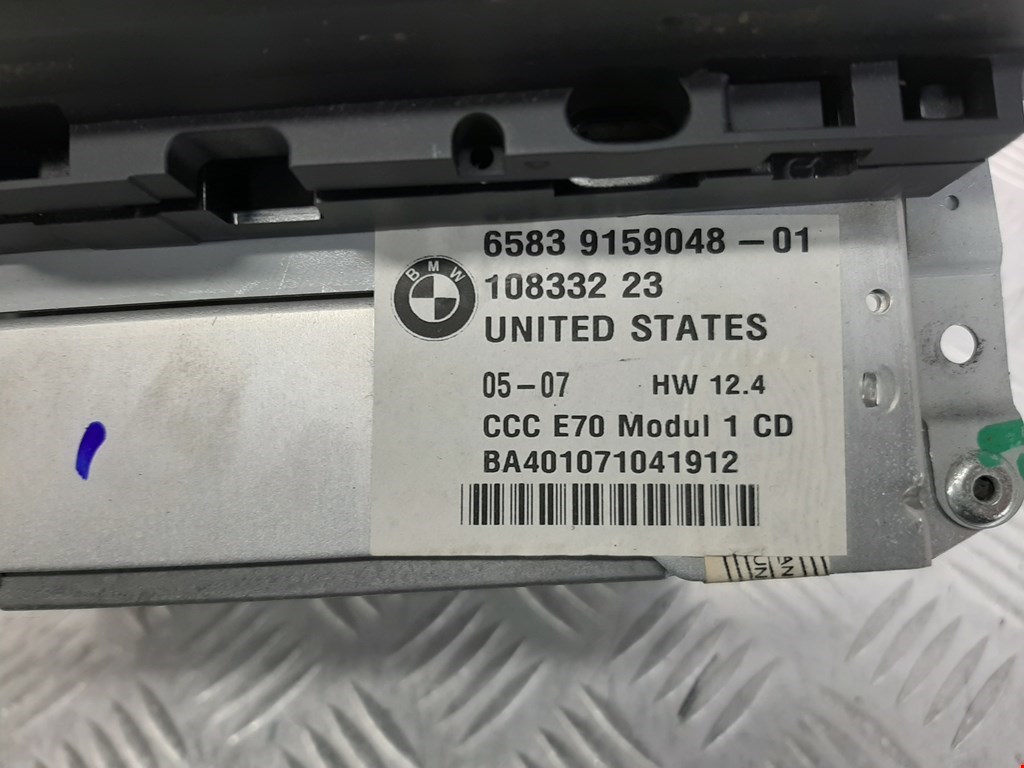 6583 9159048-01
BMW
108332 23
UNITED STATES
05-07 HW 12.4
CCC E70 Modul 1 CD
BA401071041912